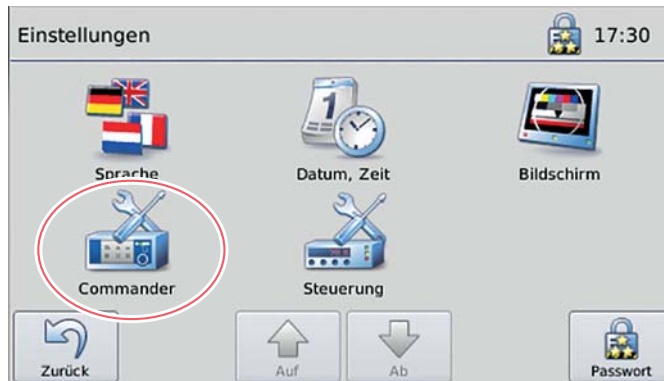 Einstellungen
17:30
Sprache
Datum, Zeit
Bildschirm
Commander
Steuerung
Zurück
Auf
Ab
Passwort